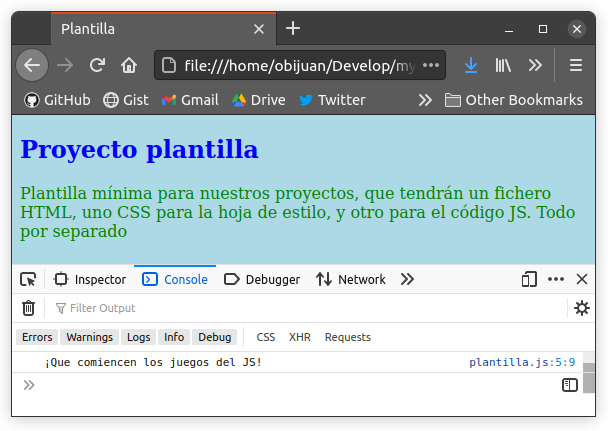 Plantilla
file:///home/obijuan/Develop/my
GitHub Gist Gmail Drive Twitter Other Bookmarks
Proyecto plantilla
Plantilla mínima para nuestros proyectos, que tendrán un fichero
HTML, uno CSS para la hoja de estilo, y otro para el código JS. Todo
por separado
Inspector Console Debugger Network
Filter Output
Errors Warnings Logs Info Debug CSS XHR Requests
¡Que comiencen los juegos del JS! plantilla.js:5:9